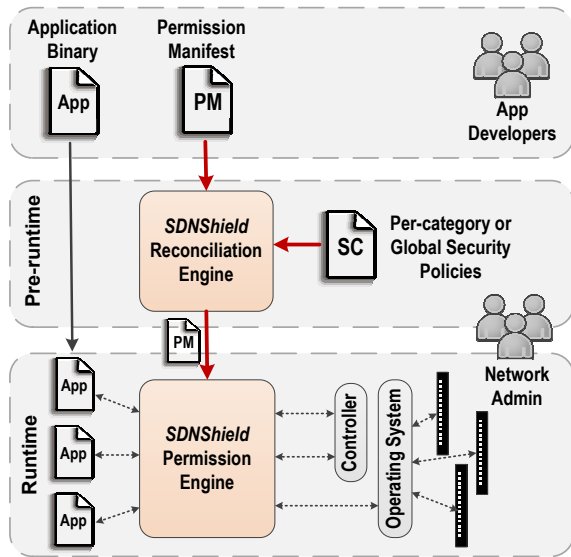 Application
Binary
Permission
Manifest
App
PM
App
Developers
Pre-runtime
SDNShield
Reconciliation
Engine
SC
Per-category or
Global Security
Policies
PM
Network
Admin
Runtime
App
App
App
SDNShield
Permission
Engine
Controller
Operating System